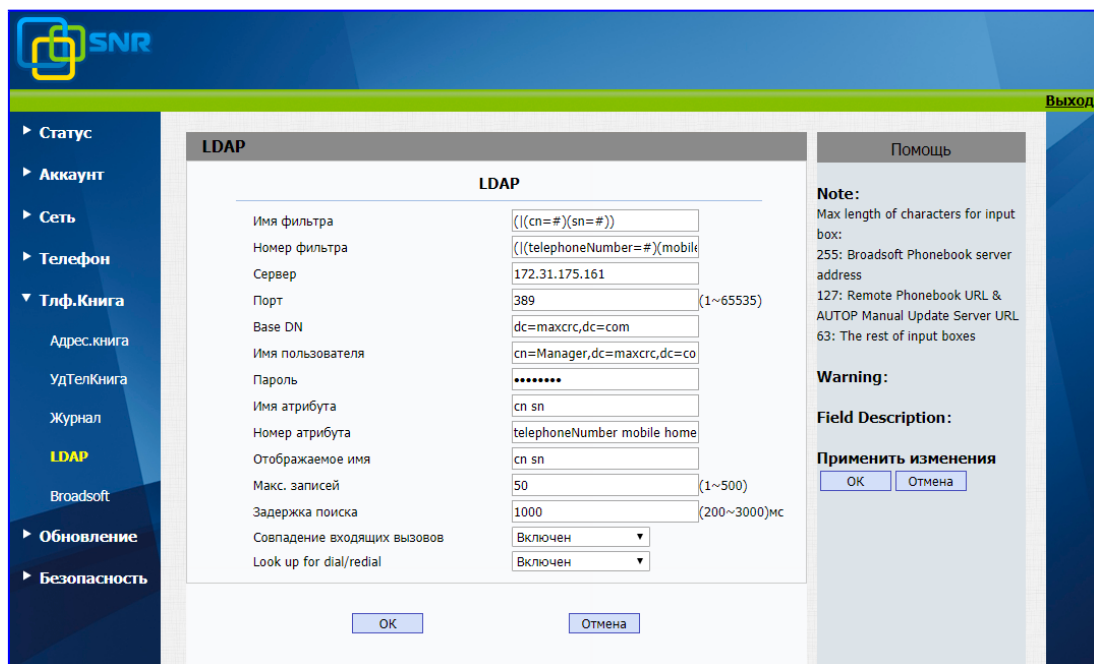 SNR
Выход
Статус
Аккаунт
Сеть
Телефон
Тлф.Книга
Адрес.книга
УдТелКнига
Журнал
LDAP
Broadsoft
Обновление
Безопасность
LDAP
LDAP
Имя фильтра (|(cn=#)(sn=#))
Номер фильтра (|(telephoneNumber=#)(mobile
Сервер 172.31.175.161
Порт 389 (1~65535)
Base DN dc=maxcrc,dc=com
Имя пользователя cn=Manager,dc=maxcrc,dc=co
Пароль ••••••••
Имя атрибута cn sn
Номер атрибута telephoneNumber mobile home
Отображаемое имя cn sn
Макс. записей 50 (1~500)
Задержка поиска 1000 (200~3000)мс
Совпадение входящих вызовов Включен
Look up for dial/redial Включен
OK Отмена
Помощь
Note:
Max length of characters for input
box:
255: Broadsoft Phonebook server
address
127: Remote Phonebook URL &
AUTOP Manual Update Server URL
63: The rest of input boxes
Warning:
Field Description:
Применить изменения
OK Отмена